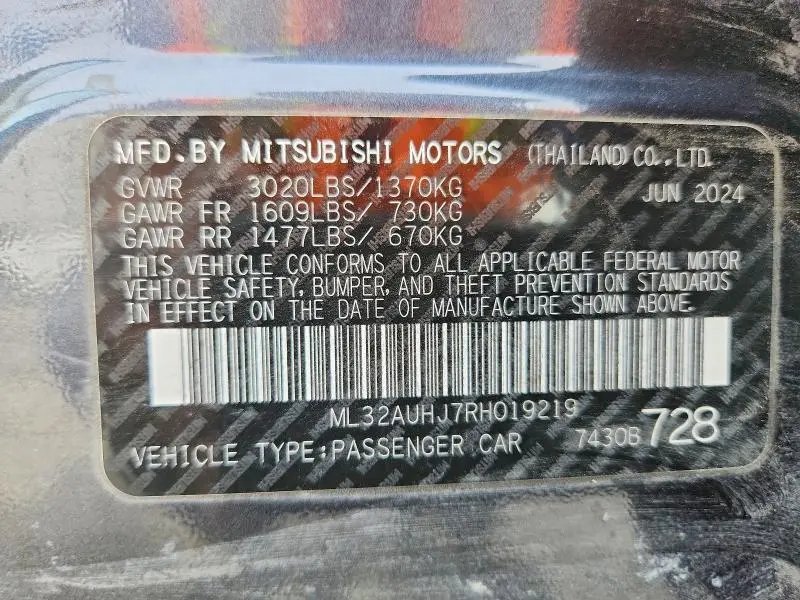 MFD.BY MITSUBISHI MOTORS (THAILAND)CO.,LTD.
GVWR 3020LBS/1370KG JUN 2024
GAWR FR 1609LBS/ 730KG
GAWR RR 1477LBS/ 670KG
THIS VEHICLE CONFORMS TO ALL APPLICABLE FEDERAL MOTOR
VEHICLE SAFETY, BUMPER, AND THEFT PREVENTION STANDARDS
IN EFFECT ON THE DATE OF MANUFACTURE SHOWN ABOVE.
ML32AUHJ7RH019219
VEHICLE TYPE:PASSENGER CAR 7430B 728